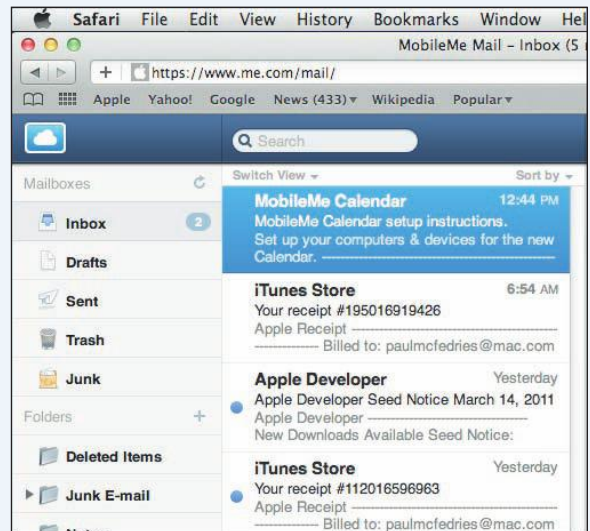 Safari File Edit View History Bookmarks Window Hel
MobileMe Mail – Inbox (5
https://www.me.com/mail/
Apple Yahoo! Google News (433) Wikipedia Popular
Search
Mailboxes
Inbox 2
Drafts
Sent
Trash
Junk
Folders
Deleted Items
Junk E-mail
Switch View Sort by
MobileMe Calendar 12:44 PM
MobileMe Calendar setup instructions.
Set up your computers & devices for the new
Calendar. --------------------------------------------------
iTunes Store 6:54 AM
Your receipt #195016919426
Apple Receipt --------------------------------------------
-------------- Billed to: paulmcfedries@mac.com
Apple Developer Yesterday
Apple Developer Seed Notice March 14, 2011
Apple Developer ----------------------------------------
New Downloads Available Seed Notice:
iTunes Store Yesterday
Your receipt #112016596963
Apple Receipt --------------------------------------------
-------------- Billed to: paulmcfedries@mac.com